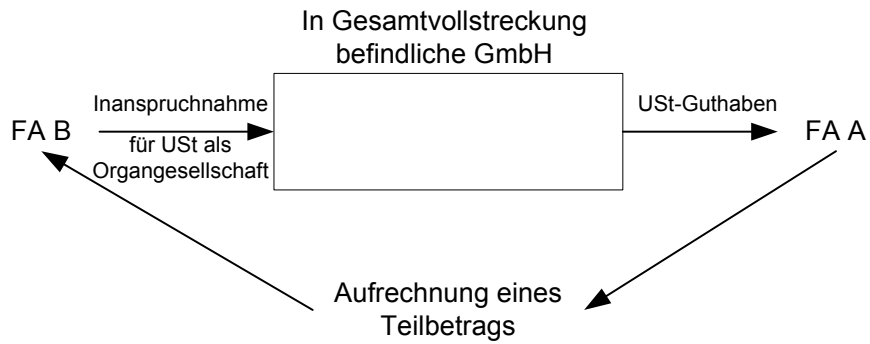 In Gesamtvollstreckung
befindliche GmbH
Inanspruchnahme
USt-Guthaben
FA B
FA A
für USt als
Organgesellschaft
Aufrechnung eines
Teilbetrags